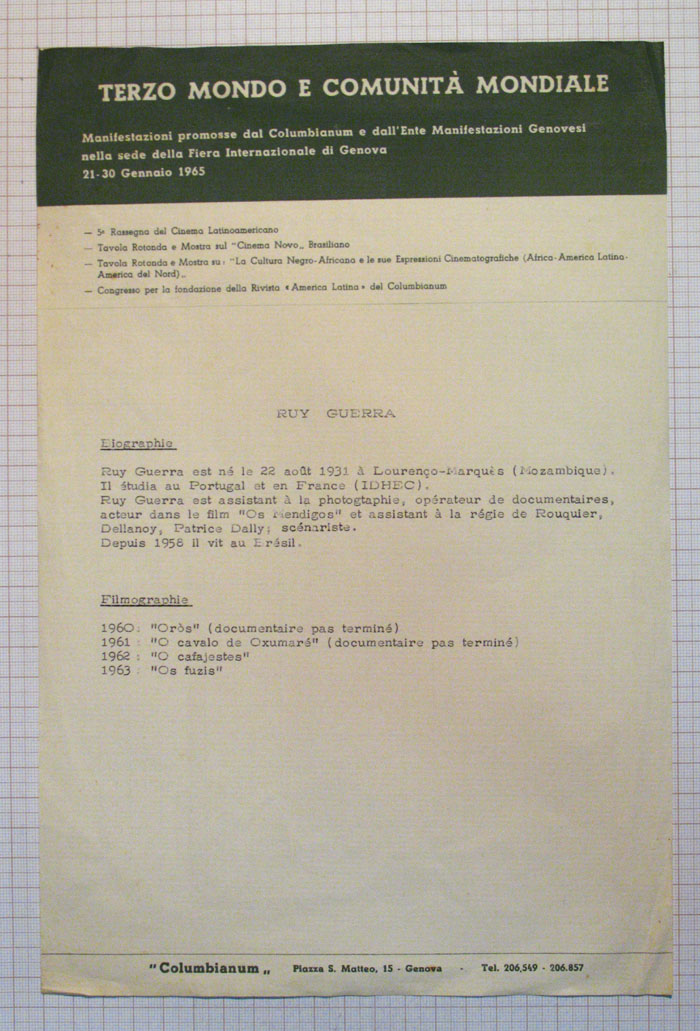 TERZO MONDO E COMUNITÀ MONDIALE
Manifestazioni promosse dal Columbianum e dall'Ente Manifestazioni Genovesi
nella sede della Fiera Internazionale di Genova
21-30 Gennaio 1965
— 5ª Rassegna del Cinema Latinoamericano
— Tavola Rotonda e Mostra sul "Cinema Novo„ Brasiliano
— Tavola Rotonda e Mostra su: "La Cultura Negro-Africana e le sue Espressioni Cinematografiche (Africa-America Latina-
America del Nord)„
— Congresso per la fondazione della Rivista «America Latina» del Columbianum
RUY GUERRA
Biographie
Ruy Guerra est né le 22 août 1931 à Lourenço-Marquès (Mozambique).
Il étudia au Portugal et en France (IDHEC).
Ruy Guerra est assistant à la photgtaphie, opérateur de documentaires,
acteur dans le film "Os Mendigos" et assistant à la régie de Rouquier,
Dellanoy, Patrice Dally; scénariste.
Depuis 1958 il vit au Brésil.
Filmographie
1960: "Oròs" (documentaire pas terminé)
1961 : "O cavalo de Oxumaré" (documentaire pas terminé)
1962 : "O cafajestes"
1963 : "Os fuzis"
"Columbianum„ Piazza S. Matteo, 15 - Genova - Tel. 206,549 - 206.857